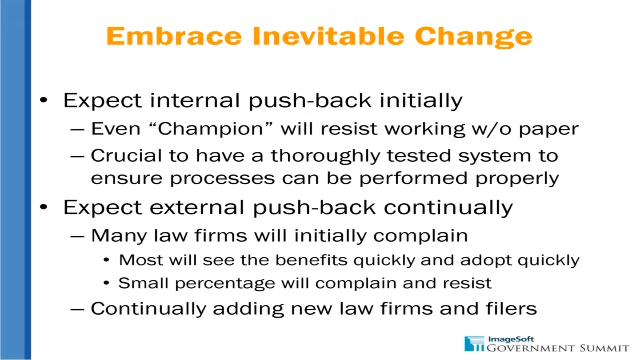 Embrace Inevitable Change
• Expect internal push-back initially
— Even “Champion” will resist working w/o paper
— Crucial to have a thoroughly tested system to
ensure processes can be performed properly
• Expect external push-back continually
— Many law firms will initially complain
• Most will see the benefits quickly and adopt quickly
• Small percentage will complain and resist
— Continually adding new law firms and filers
ImageSoft
GOVERNMENT SUMMIT